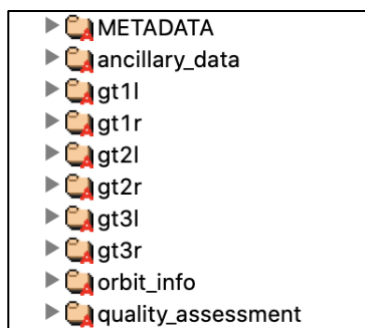 METADATA
ancillary_data
gt1l
gt1r
gt2l
gt2r
gt3l
gt3r
orbit_info
quality_assessment